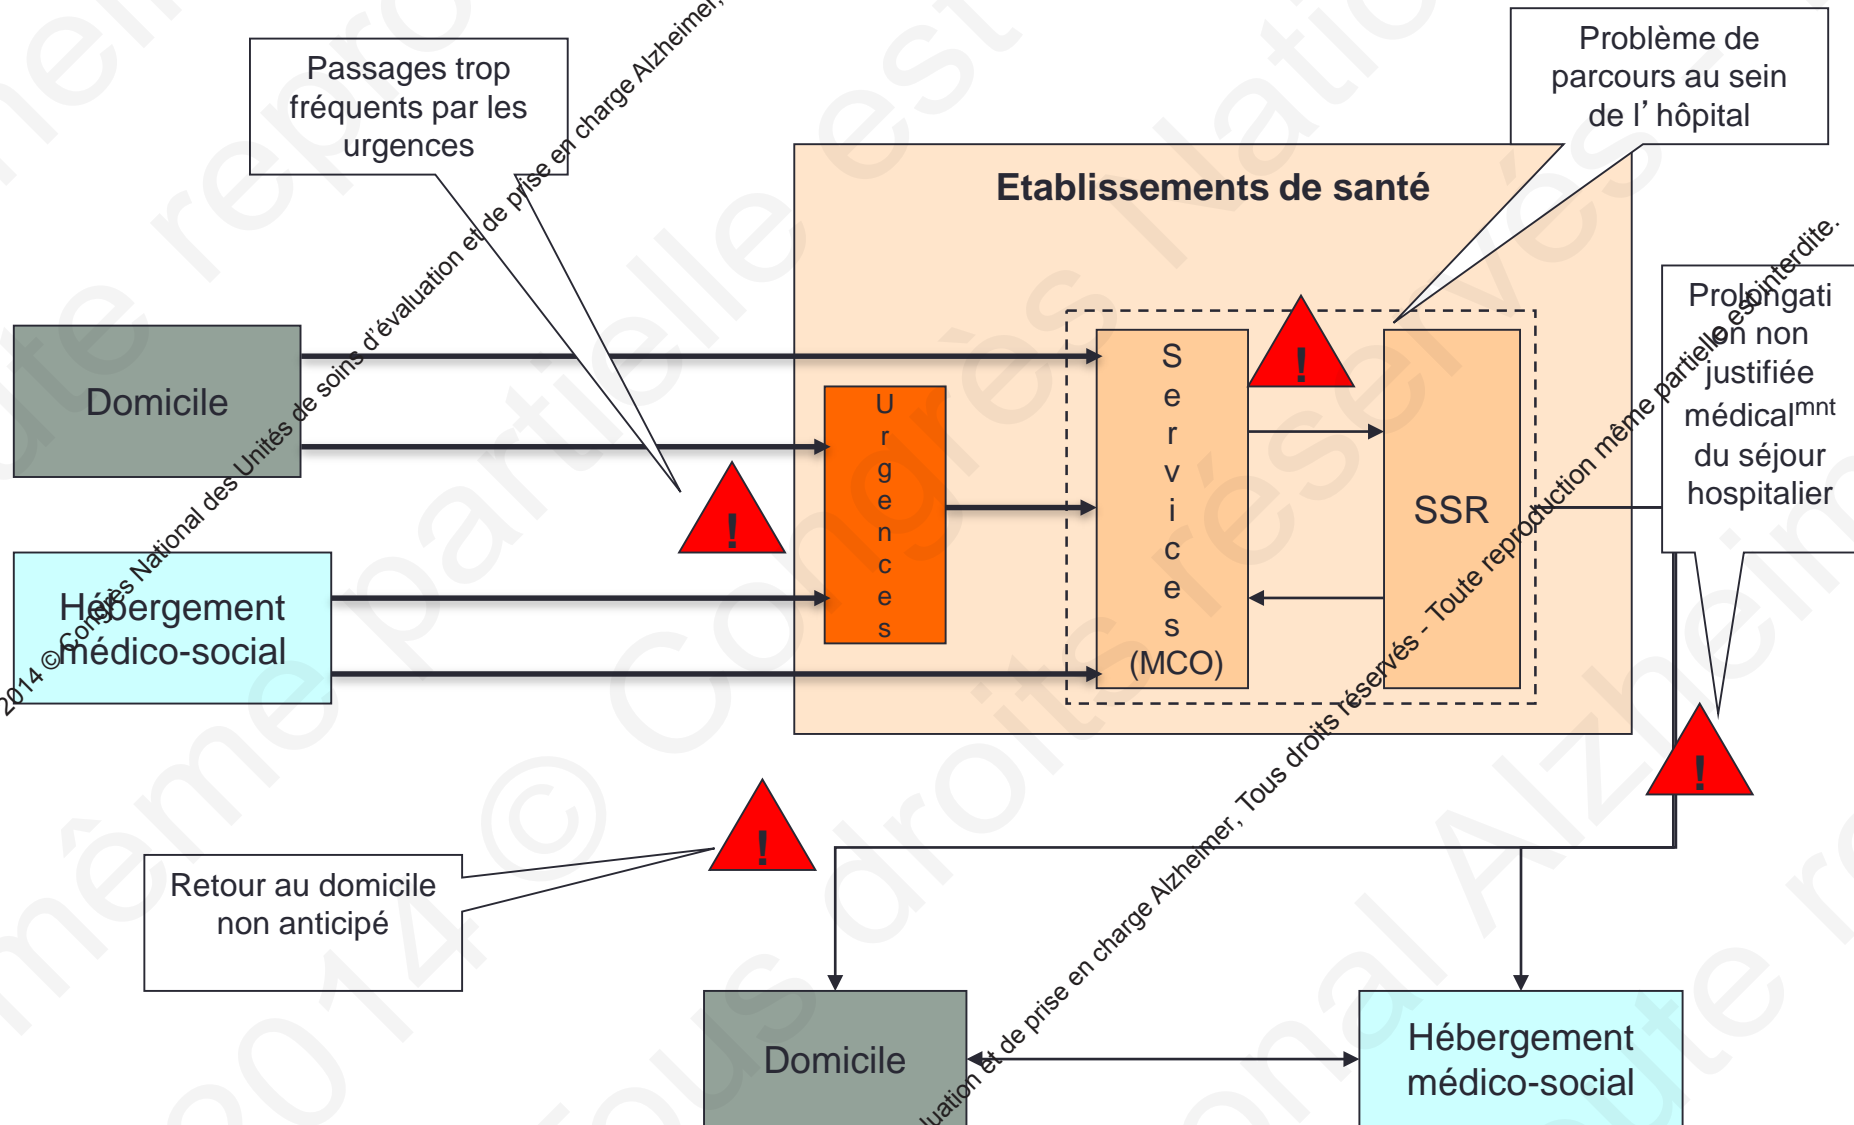 Passages trop
fréquents par les
urgences
Problème de
parcours au sein
de l’ hôpital
Etablissements de santé
Prolongati
on non
justifiée
médicalmnt
du séjour
hospitalier
Domicile
Urgences
!
Services
(MCO)
!
SSR
Hébergement
médico-social
!
!
Retour au domicile
non anticipé
Domicile
Hébergement
médico-social
2014 © Congrès National des Unités de soins d’évaluation et de prise en charge Alzheimer,
luation et de prise en charge Alzheimer, Tous droits réservés - Toute reproduction même partielle est interdite.